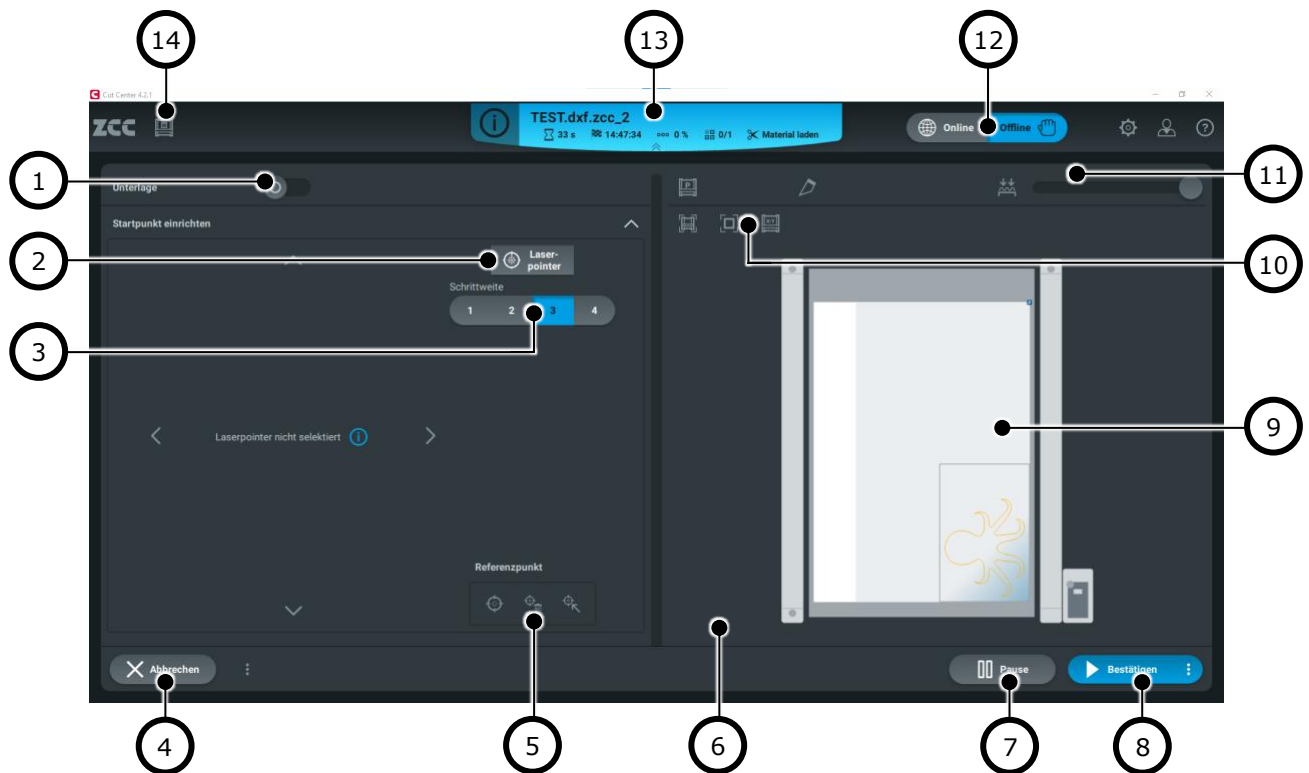 14
13
12
Cut Center 4.2.1
ZCC
TEST.dxf.zcc_2
33 s 14:47:34 0 % 0/1 Material laden
Online Offline
1
Unterlage
P
11
Startpunkt einrichten
X/Y
2
Laser-
pointer
10
Schrittweite
1 2 3 4
3
Laserpointer nicht selektiert
9
Referenzpunkt
Abbrechen
Pause
Bestätigen
4
5
6
7
8